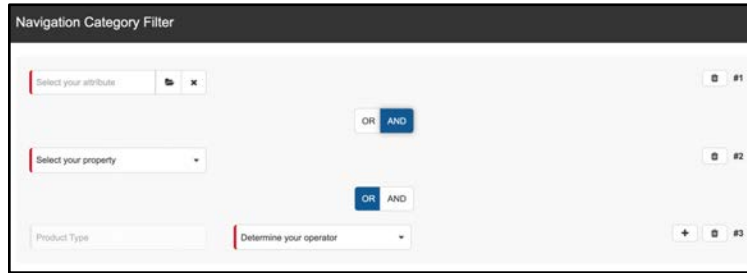 Navigation Category Filter
Select your attribute
#1
OR AND
Select your property
#2
OR AND
Product Type Determine your operator
#3